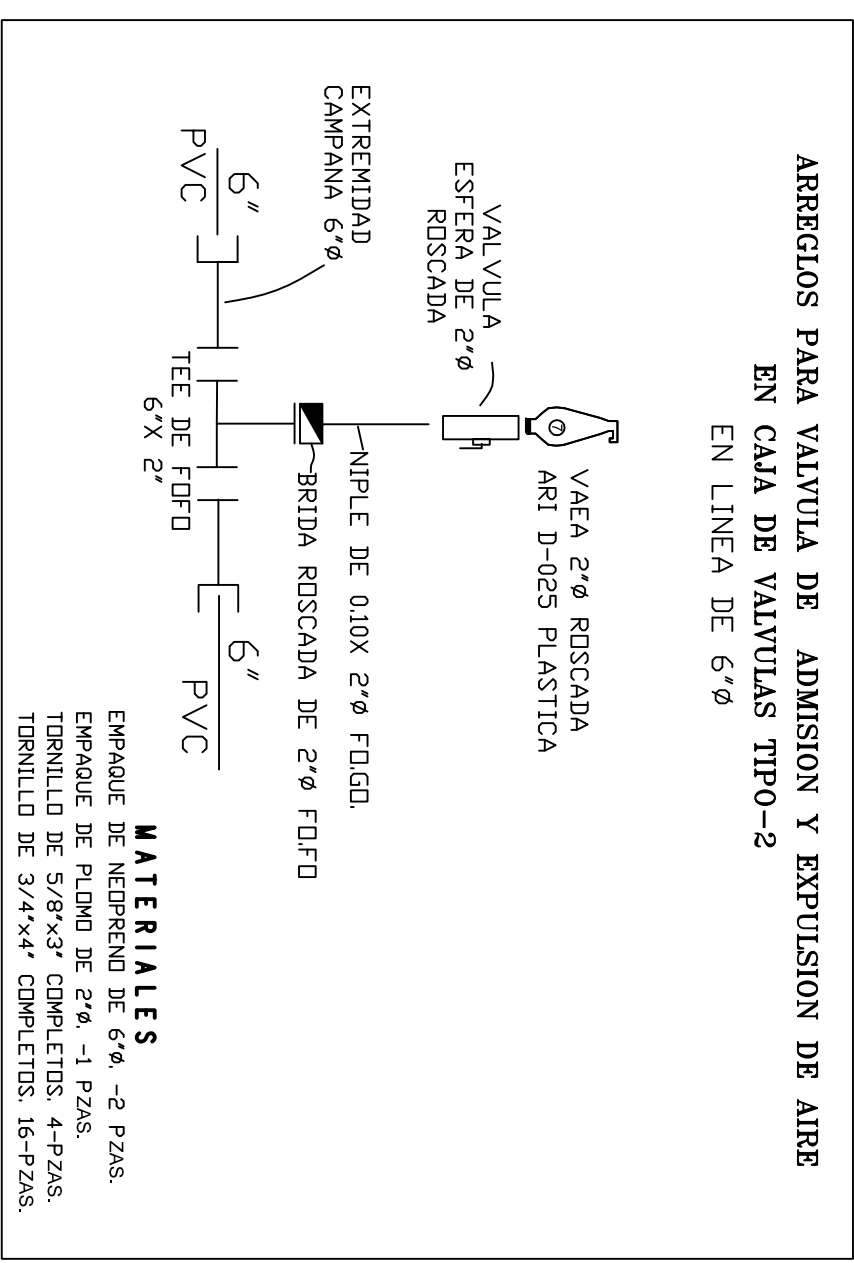 ARREGLOS PARA VALVULA DE ADMISION Y EXPULSION DE AIRE
EN CAJA DE VALVULAS TIPO-2
EN LINEA DE 6"Ø
VAEA 2"Ø ROSCADA
ARI D-025 PLASTICA
7
VALVULA
ESFERA DE 2"Ø
ROSCADA
NIPLE DE 0.10X 2"Ø FO.GO.
BRIDA ROSCADA DE 2"Ø FO.FO
EXTREMIDAD
CAMPANA 6"Ø
6"
PVC
TEE DE FOFO
6"X 2"
6"
PVC
MATERIALES
EMPAQUE DE NEOPRENO DE 6"Ø. -2 PZAS.
EMPAQUE DE PLOMO DE 2"Ø. -1 PZAS.
TORNILLO DE 5/8"x3" COMPLETOS. 4-PZAS.
TORNILLO DE 3/4"x4" COMPLETOS. 16-PZAS.